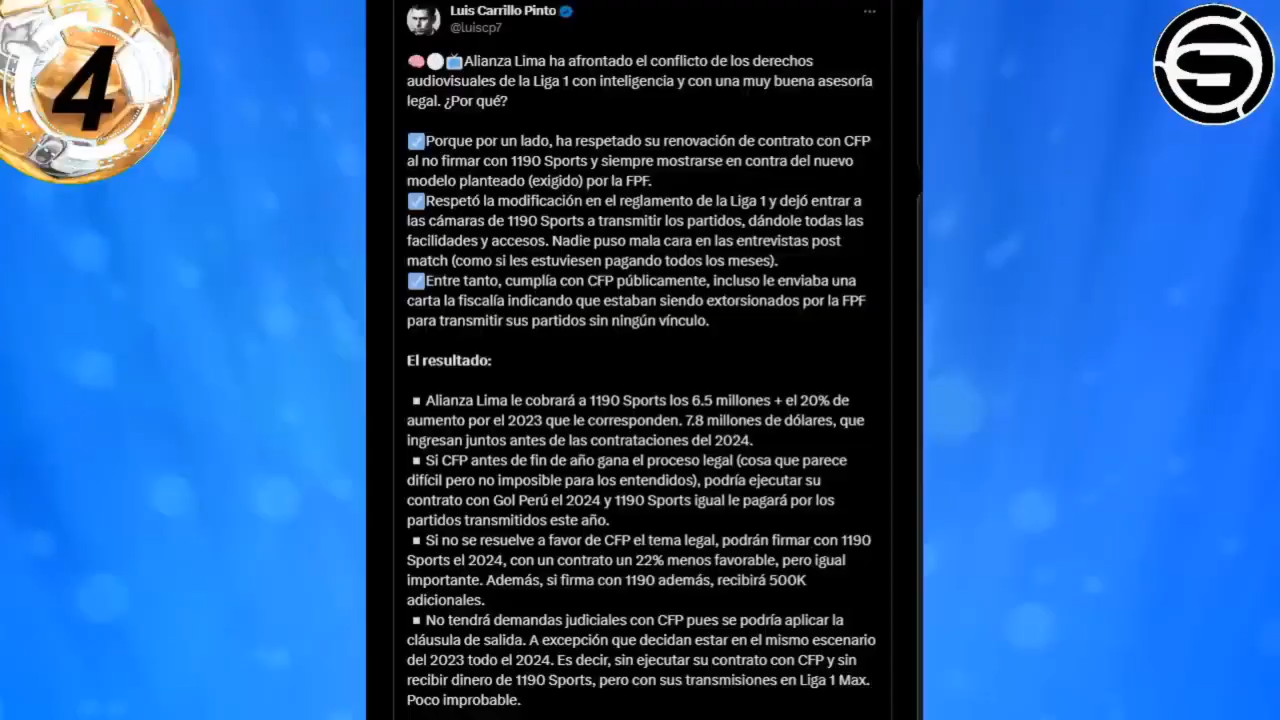 4
Luis Carrillo Pinto
@luiscp7
Alianza Lima ha afrontado el conflicto de los derechos
audiovisuales de la Liga 1 con inteligencia y con una muy buena asesoría
legal. ¿Por qué?
Porque por un lado, ha respetado su renovación de contrato con CFP
al no firmar con 1190 Sports y siempre mostrarse en contra del nuevo
modelo planteado (exigido) por la FPF.
Respetó la modificación en el reglamento de la Liga 1 y dejó entrar a
las cámaras de 1190 Sports a transmitir los partidos, dándole todas las
facilidades y accesos. Nadie puso mala cara en las entrevistas post
match (como si les estuviesen pagando todos los meses).
Entre tanto, cumplía con CFP públicamente, incluso le enviaba una
carta la fiscalía indicando que estaban siendo extorsionados por la FPF
para transmitir sus partidos sin ningún vínculo.
El resultado:
▪ Alianza Lima le cobrará a 1190 Sports los 6.5 millones + el 20% de
aumento por el 2023 que le corresponden. 7.8 millones de dólares, que
ingresan juntos antes de las contrataciones del 2024.
▪ Si CFP antes de fin de año gana el proceso legal (cosa que parece
difícil pero no imposible para los entendidos), podría ejecutar su
contrato con Gol Perú el 2024 y 1190 Sports igual le pagará por los
partidos transmitidos este año.
▪ Si no se resuelve a favor de CFP el tema legal, podrán firmar con 1190
Sports el 2024, con un contrato un 22% menos favorable, pero igual
importante. Además, si firma con 1190 además, recibirá 500K
adicionales.
▪ No tendrá demandas judiciales con CFP pues se podría aplicar la
cláusula de salida. A excepción que decidan estar en el mismo escenario
del 2023 todo el 2024. Es decir, sin ejecutar su contrato con CFP y sin
recibir dinero de 1190 Sports, pero con sus transmisiones en Liga 1 Max.
Poco improbable.